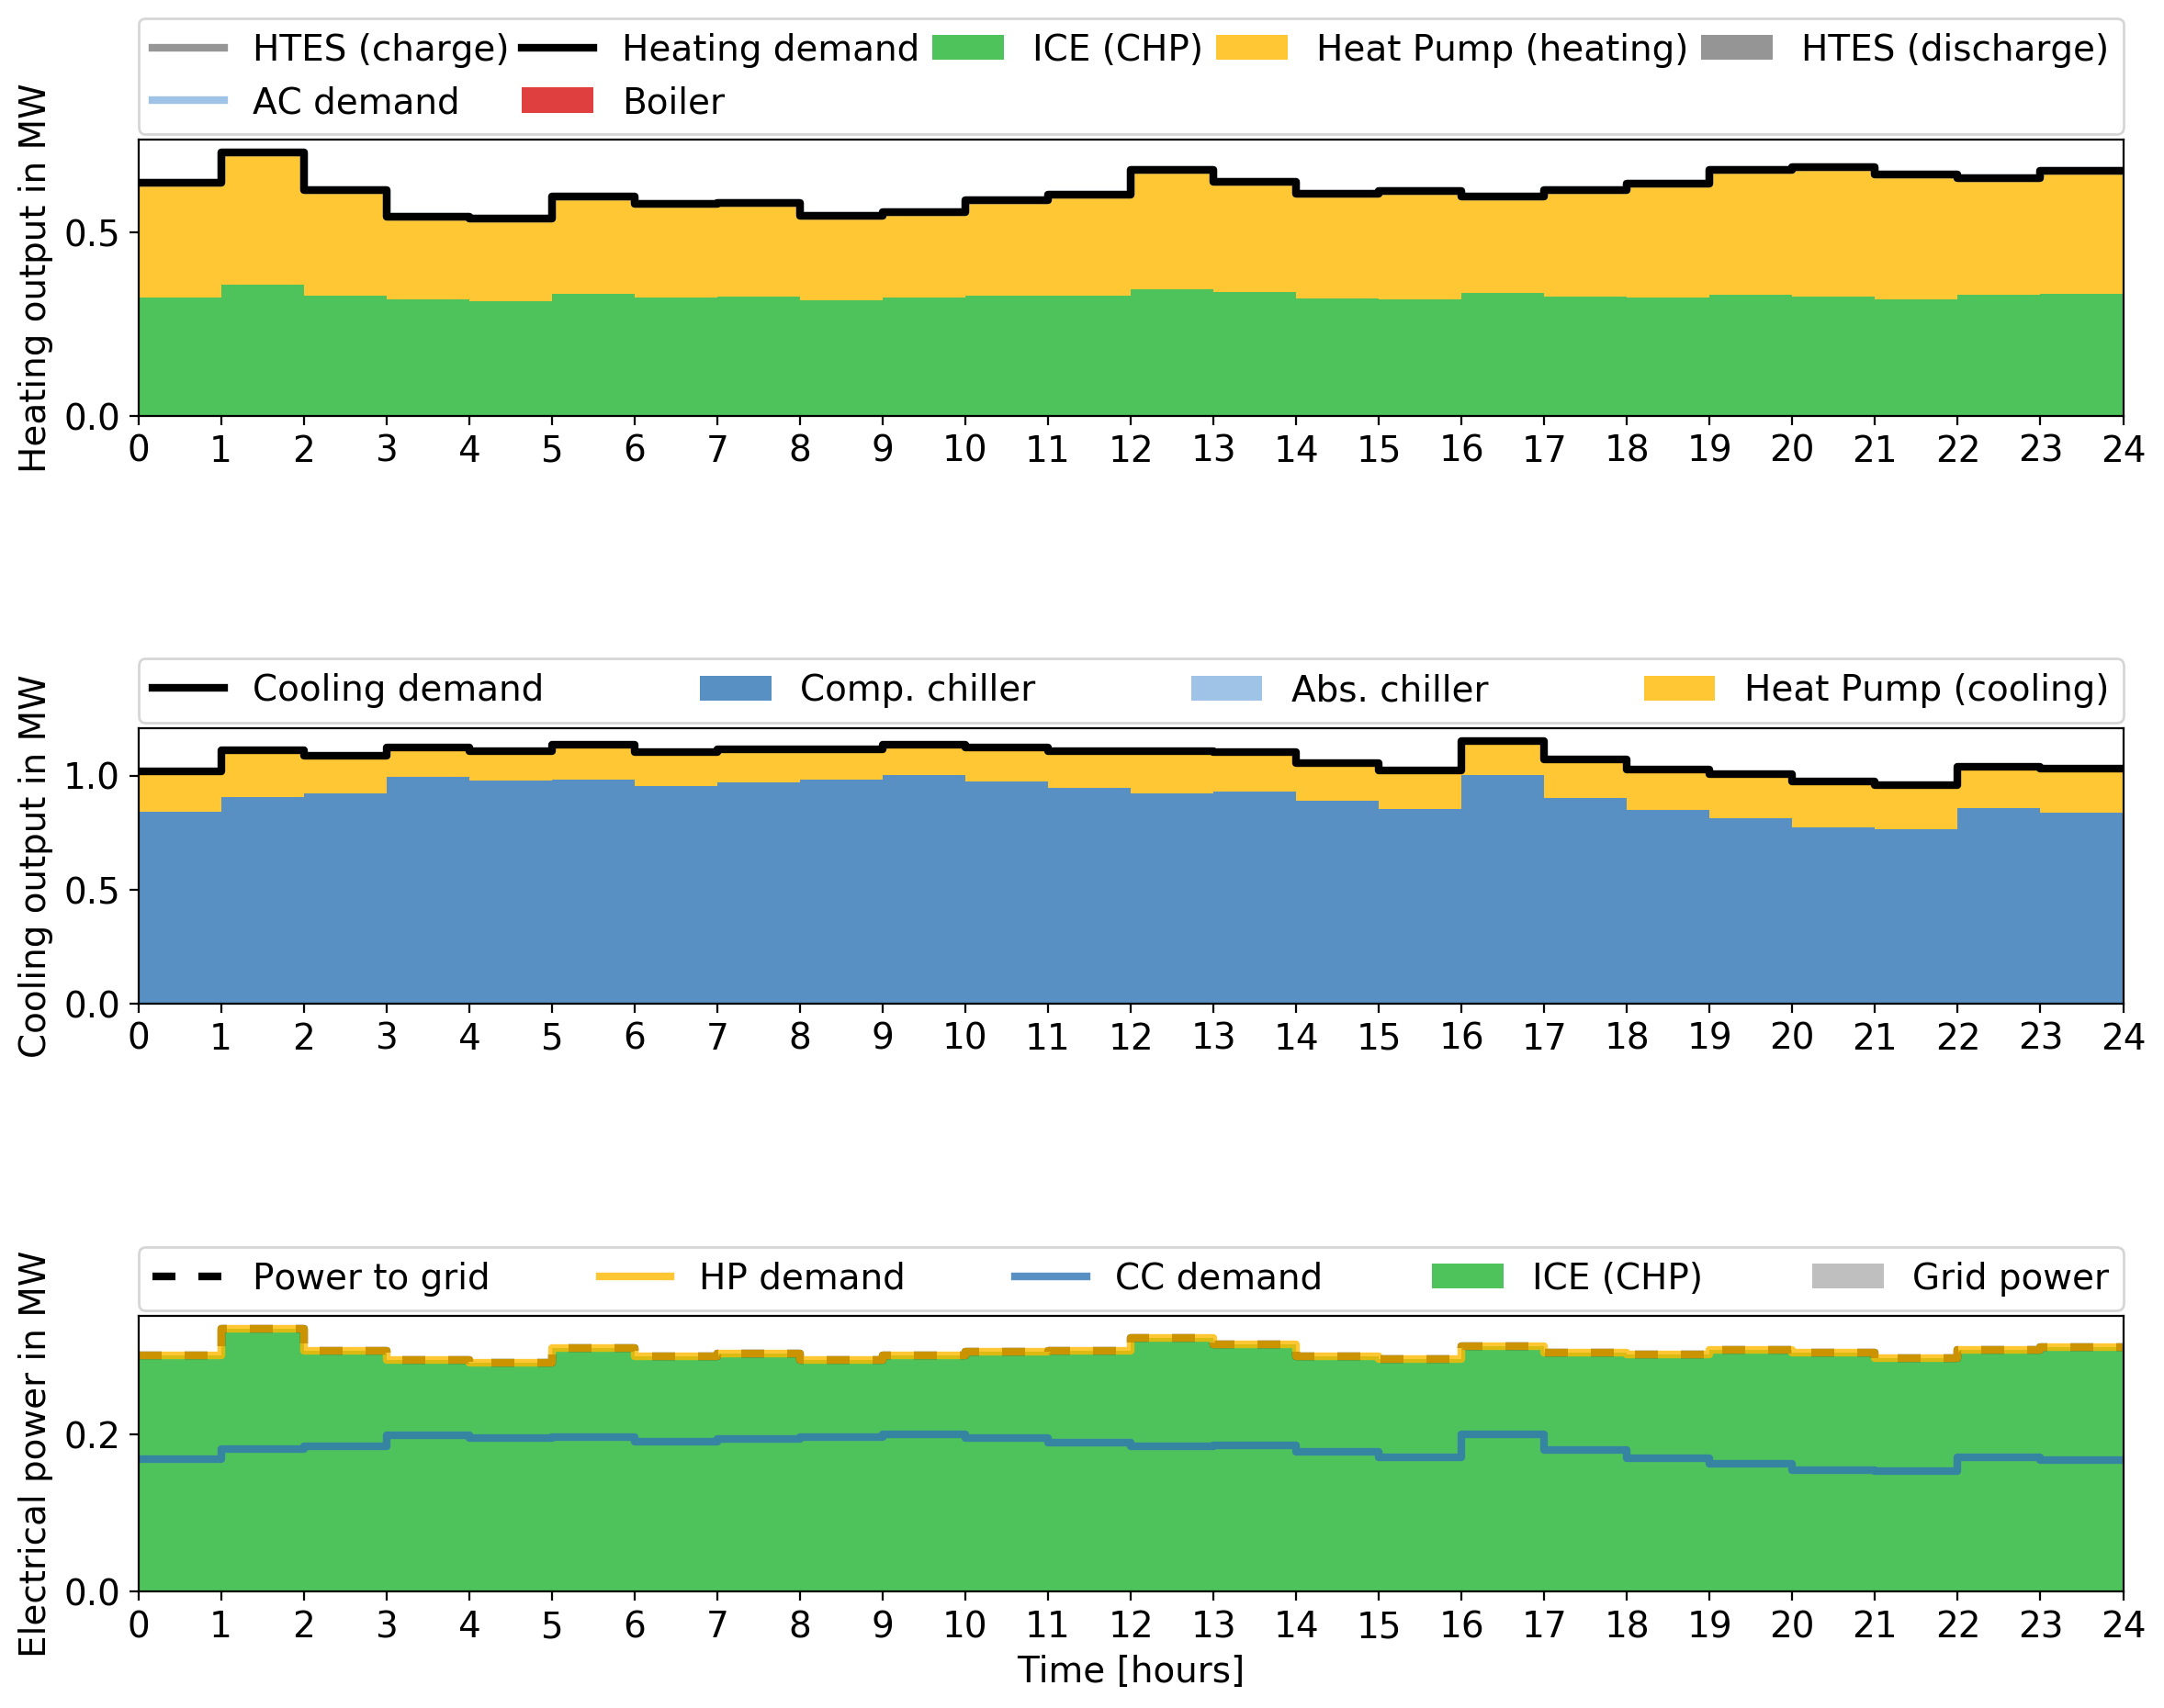 HTES (charge) Heating demand ICE (CHP) Heat Pump (heating) HTES (discharge)
AC demand Boiler
Heating output in MW
0.5
0.0
0 1 2 3 4 5 6 7 8 9 10 11 12 13 14 15 16 17 18 19 20 21 22 23 24
Cooling demand Comp. chiller Abs. chiller Heat Pump (cooling)
Cooling output in MW
1.0
0.5
0.0
0 1 2 3 4 5 6 7 8 9 10 11 12 13 14 15 16 17 18 19 20 21 22 23 24
Power to grid HP demand CC demand ICE (CHP) Grid power
Electrical power in MW
0.2
0.0
0 1 2 3 4 5 6 7 8 9 10 11 12 13 14 15 16 17 18 19 20 21 22 23 24
Time [hours]